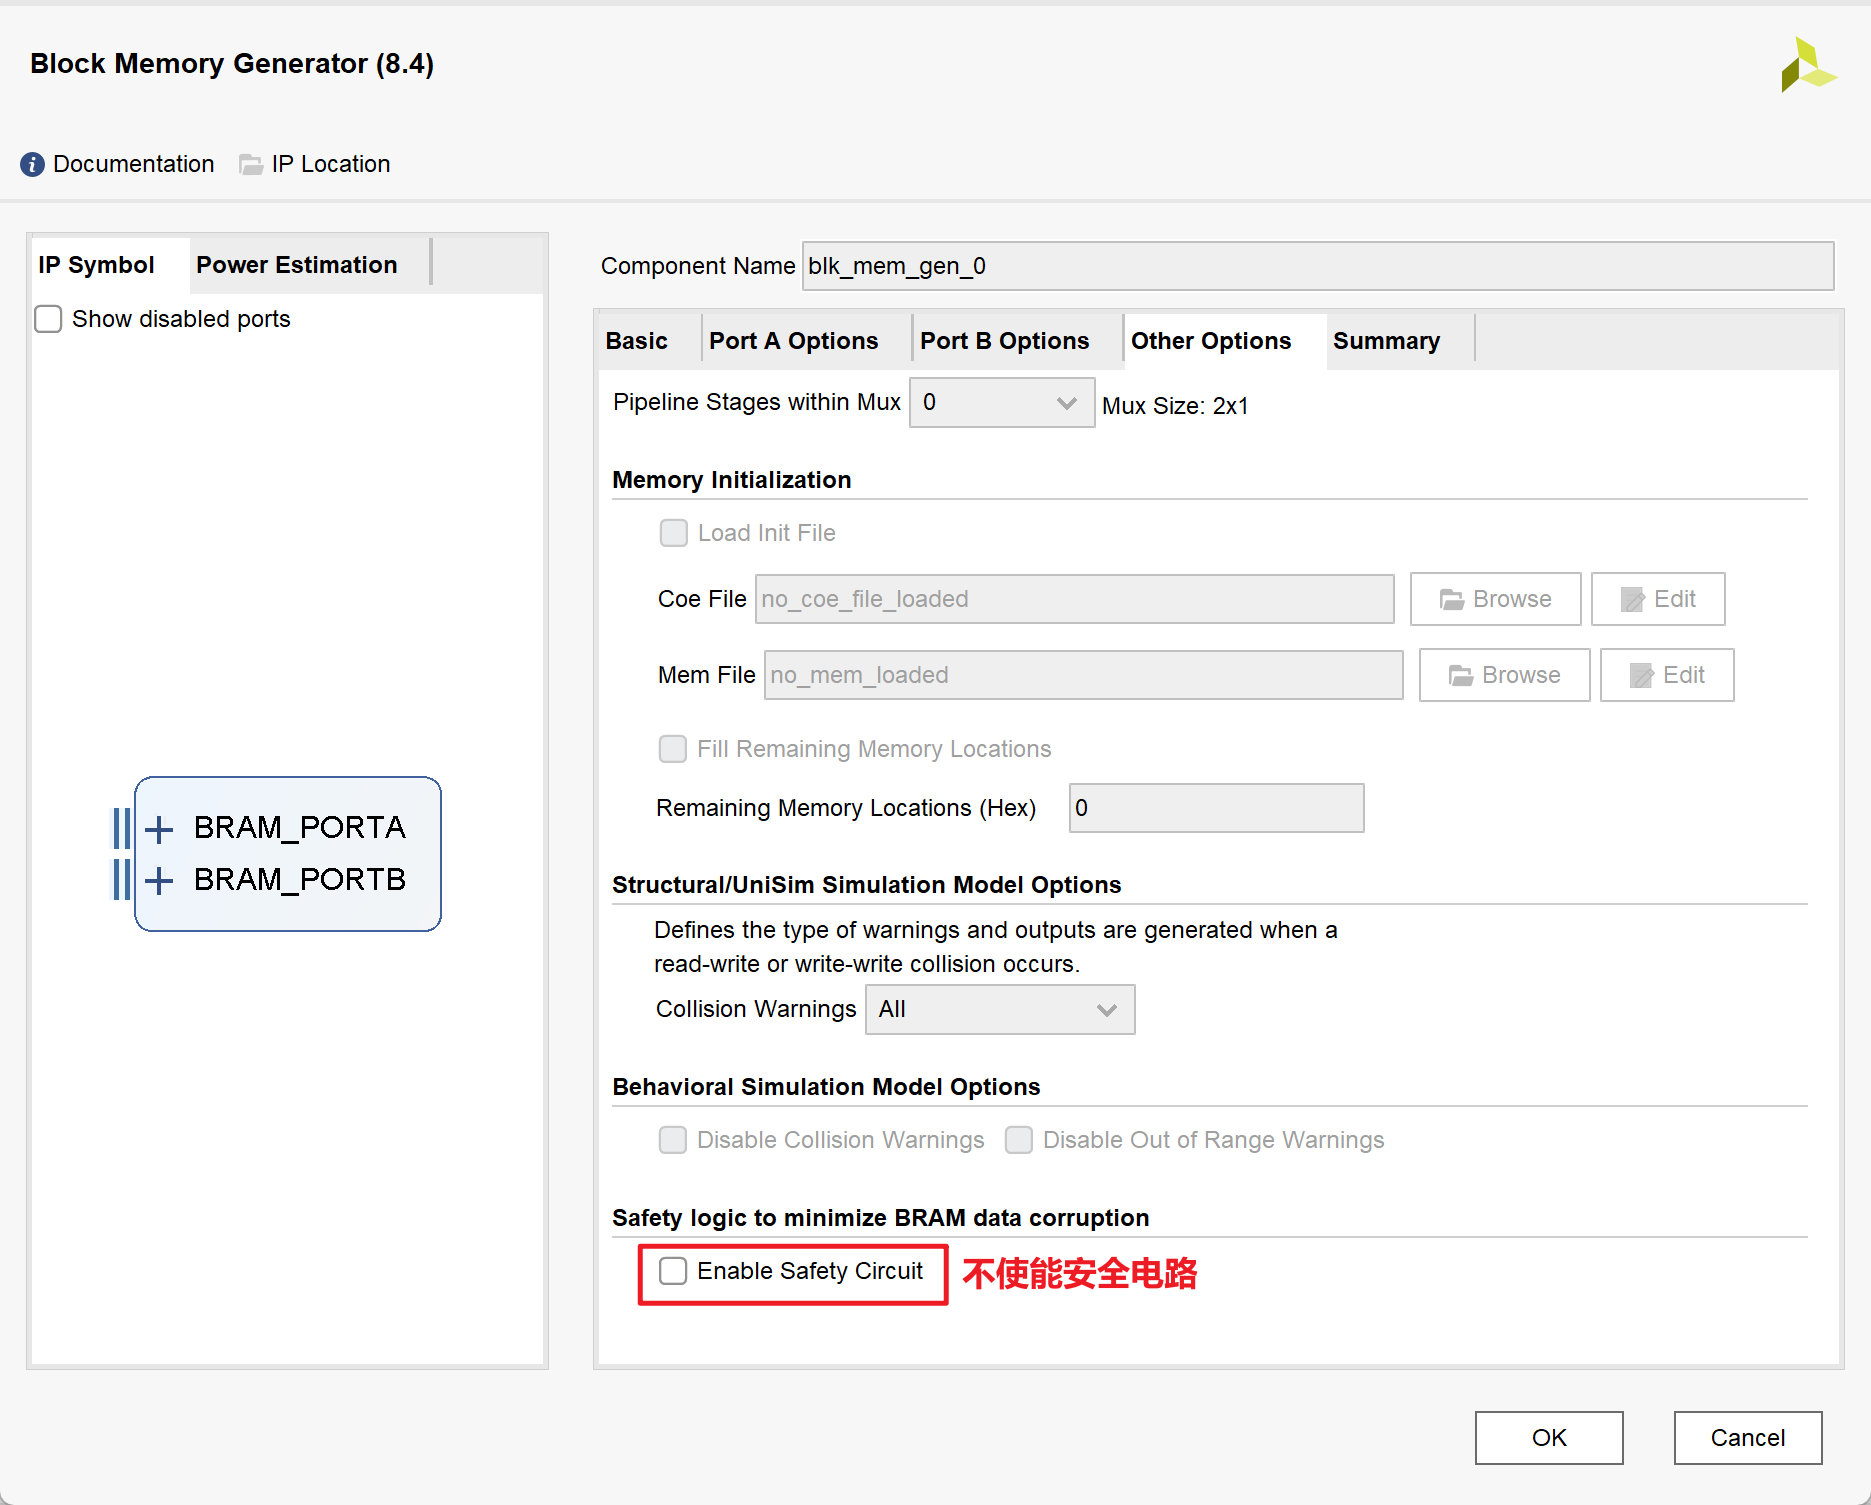 Block Memory Generator (8.4)
Documentation IP Location
IP Symbol Power Estimation
Show disabled ports
BRAM_PORTA
BRAM_PORTB
Component Name blk_mem_gen_0
Basic Port A Options Port B Options Other Options Summary
Pipeline Stages within Mux 0 Mux Size: 2x1
Memory Initialization
Load Init File
Coe File no_coe_file_loaded Browse Edit
Mem File no_mem_loaded Browse Edit
Fill Remaining Memory Locations
Remaining Memory Locations (Hex) 0
Structural/UniSim Simulation Model Options
Defines the type of warnings and outputs are generated when a
read-write or write-write collision occurs.
Collision Warnings All
Behavioral Simulation Model Options
Disable Collision Warnings Disable Out of Range Warnings
Safety logic to minimize BRAM data corruption
Enable Safety Circuit 不使能安全电路
OK Cancel